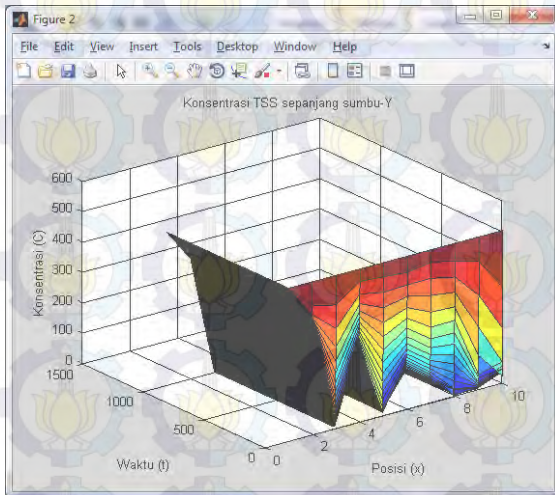 Figure 2
File Edit View Insert Tools Desktop Window Help
Konsentrasi TSS sepanjang sumbu-Y
600
500
400
300
200
100
0
Konsentrasi (C)
1500
1000
500
0
Waktu (t)
0
2
4
6
8
10
Posisi (x)